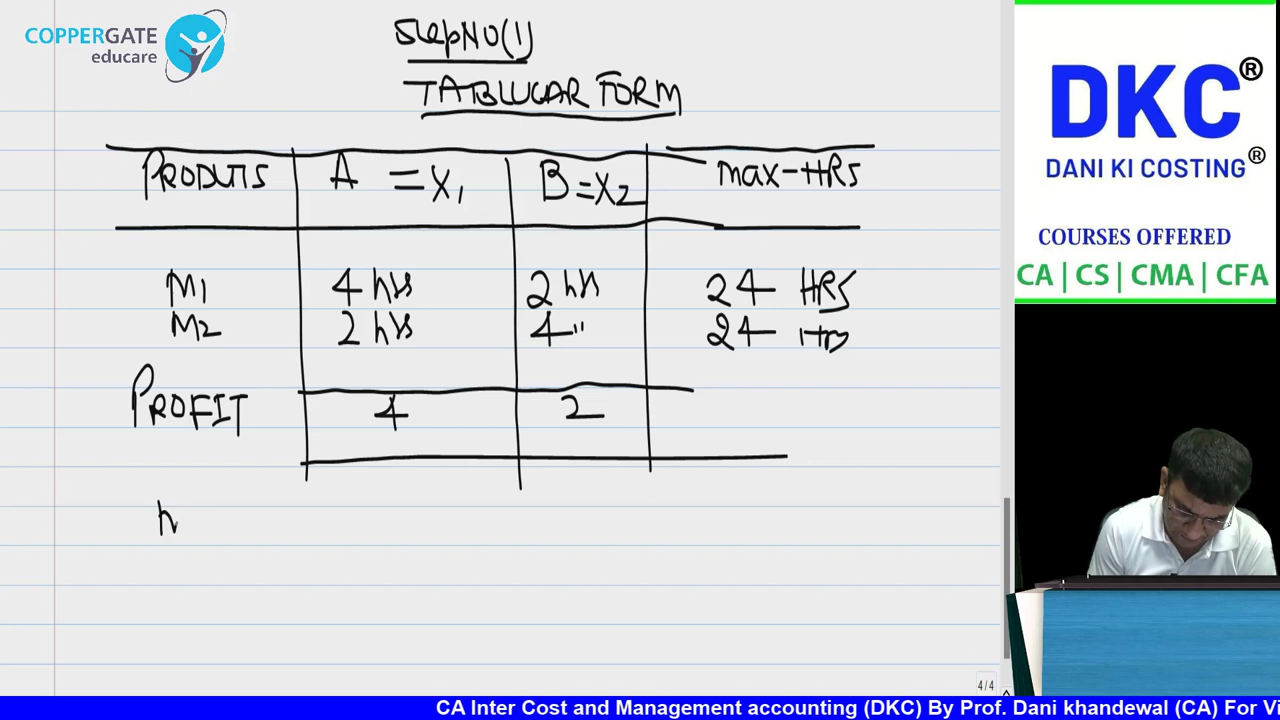 COPPERGATE
educare
StepNO(1)
TABLUCAR FORM
PRODUTS A = X1 B = X2 max-HRS
M1 4 hrs 2 hrs 24 HRS
M2 2 hrs 4 " 24 HRS
PROFIT 4 2
DKC®
DANI KI COSTING®
COURSES OFFERED
CA | CS | CMA | CFA
4/4
CA Inter Cost and Management accounting (DKC) By Prof. Dani khandewal (CA) For Vi